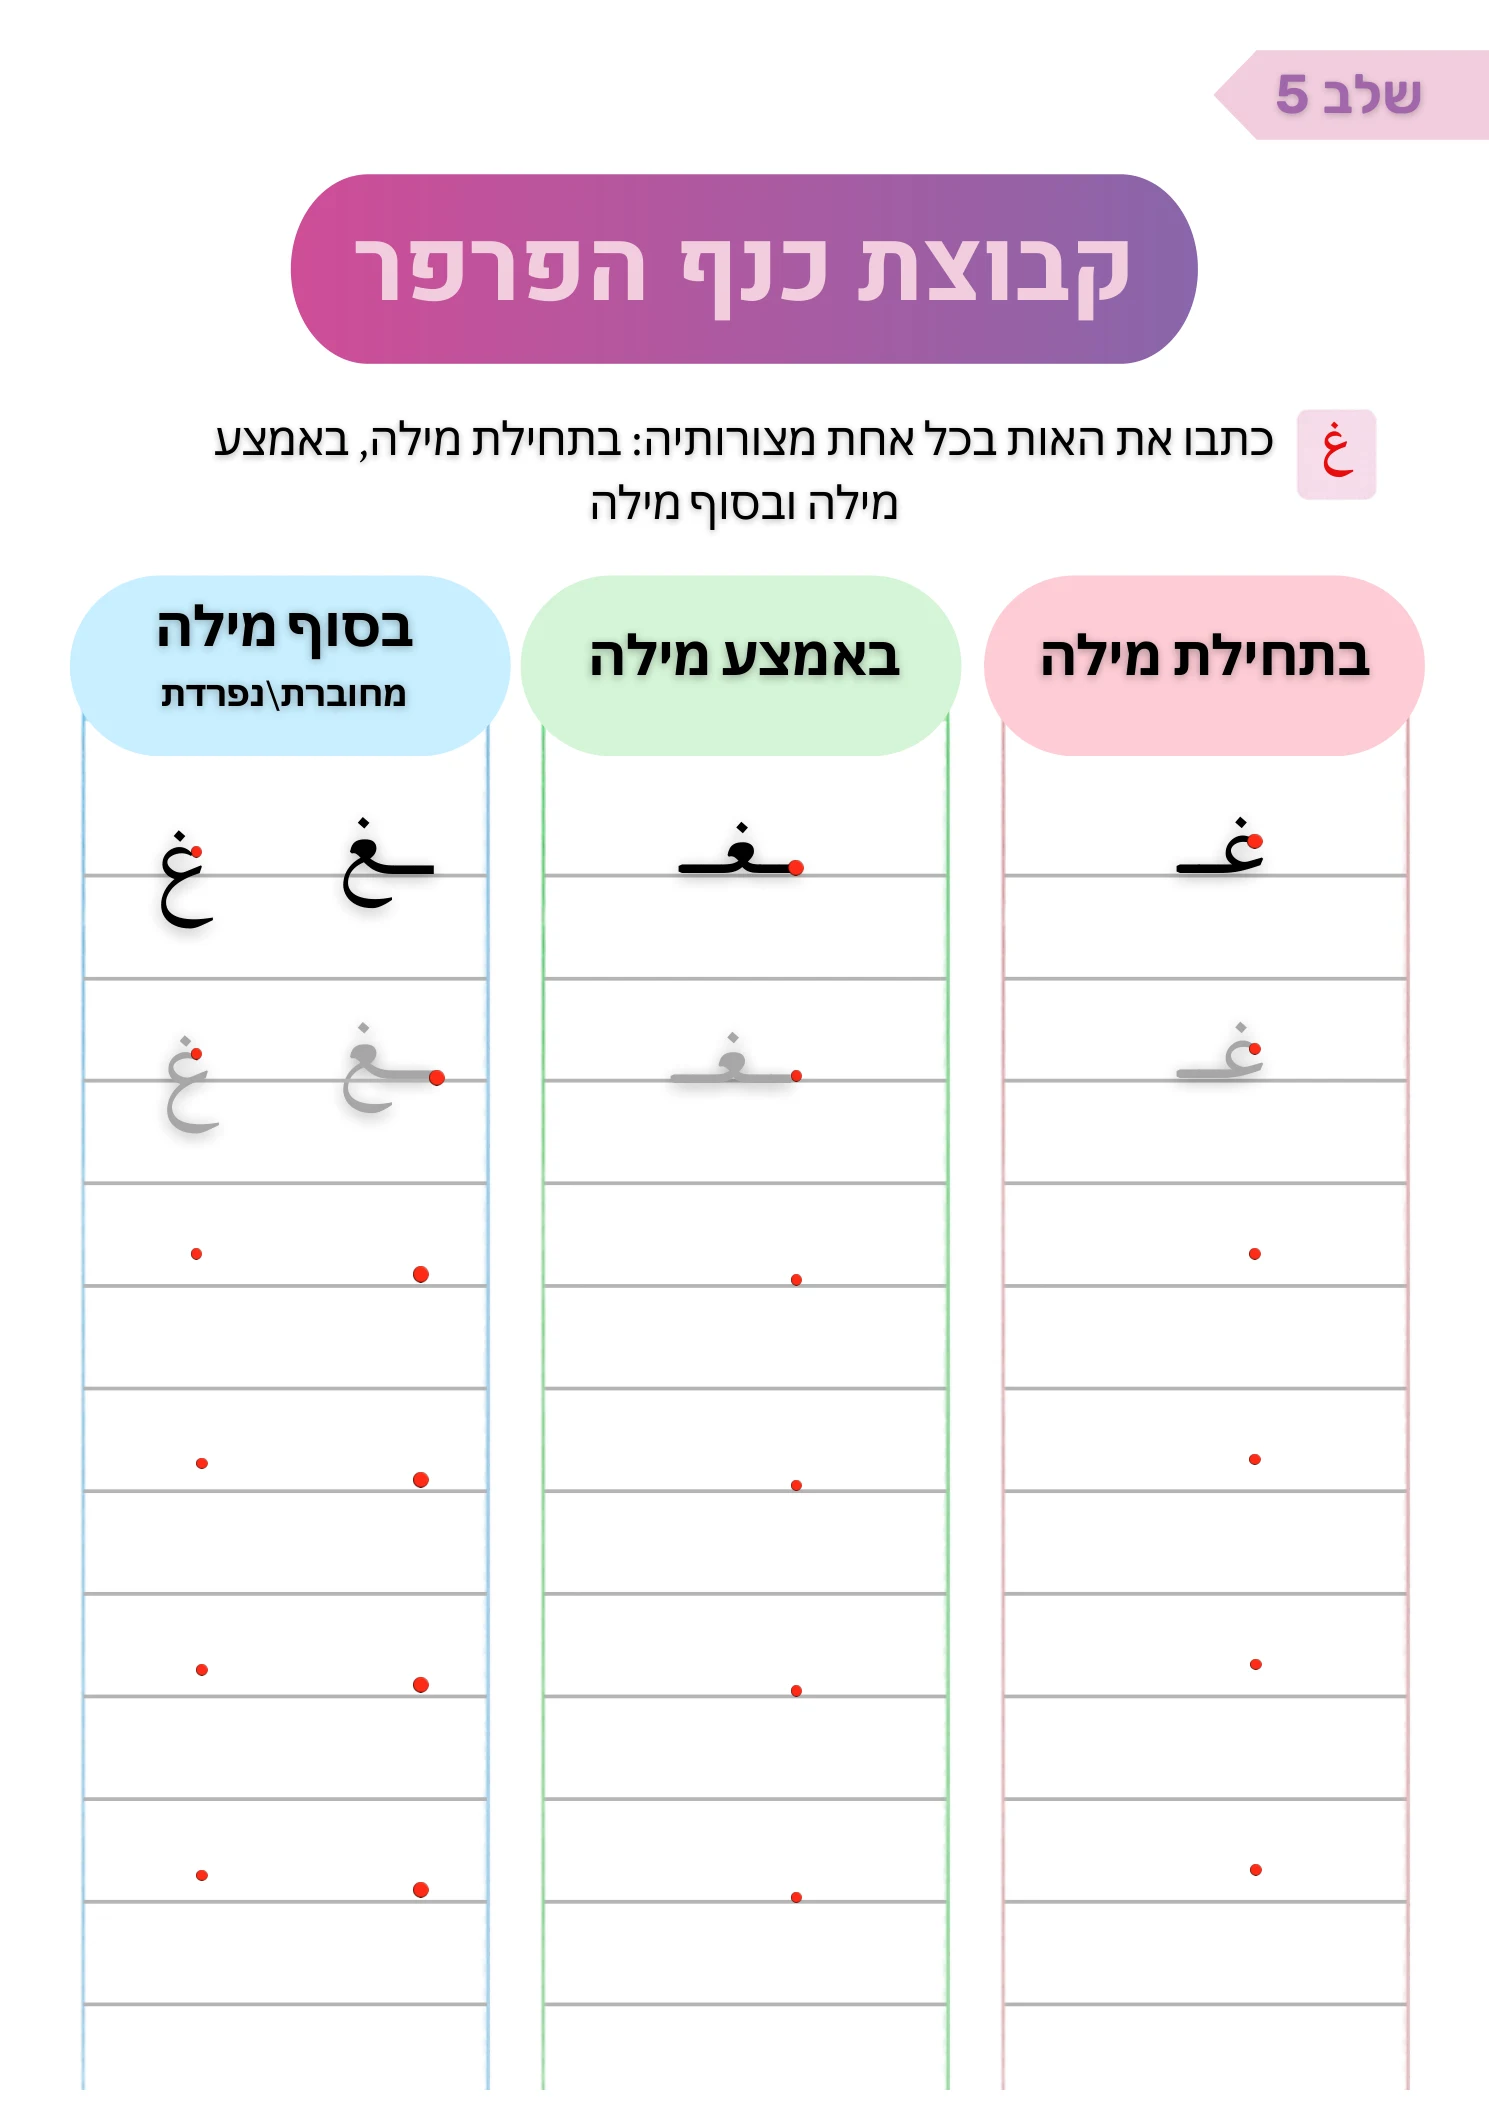 שלב 5
קבוצת כנף הפרפר
غ
כתבו את האות בכל אחת מצורותיה: בתחילת מילה, באמצע
מילה ובסוף מילה
בתחילת מילה
באמצע מילה
בסוף מילה
מחוברת\נפרדת
غـ ـغـ ـغ غ
غـ ـغـ ـغ غ